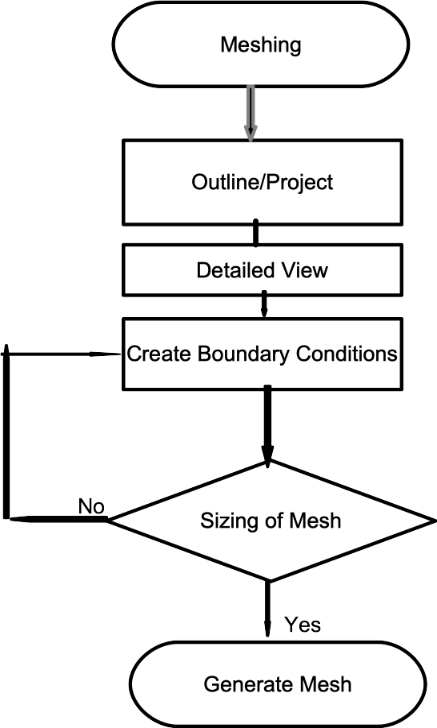 Meshing
Outline/Project
Detailed View
Create Boundary Conditions
Sizing of Mesh
No
Yes
Generate Mesh